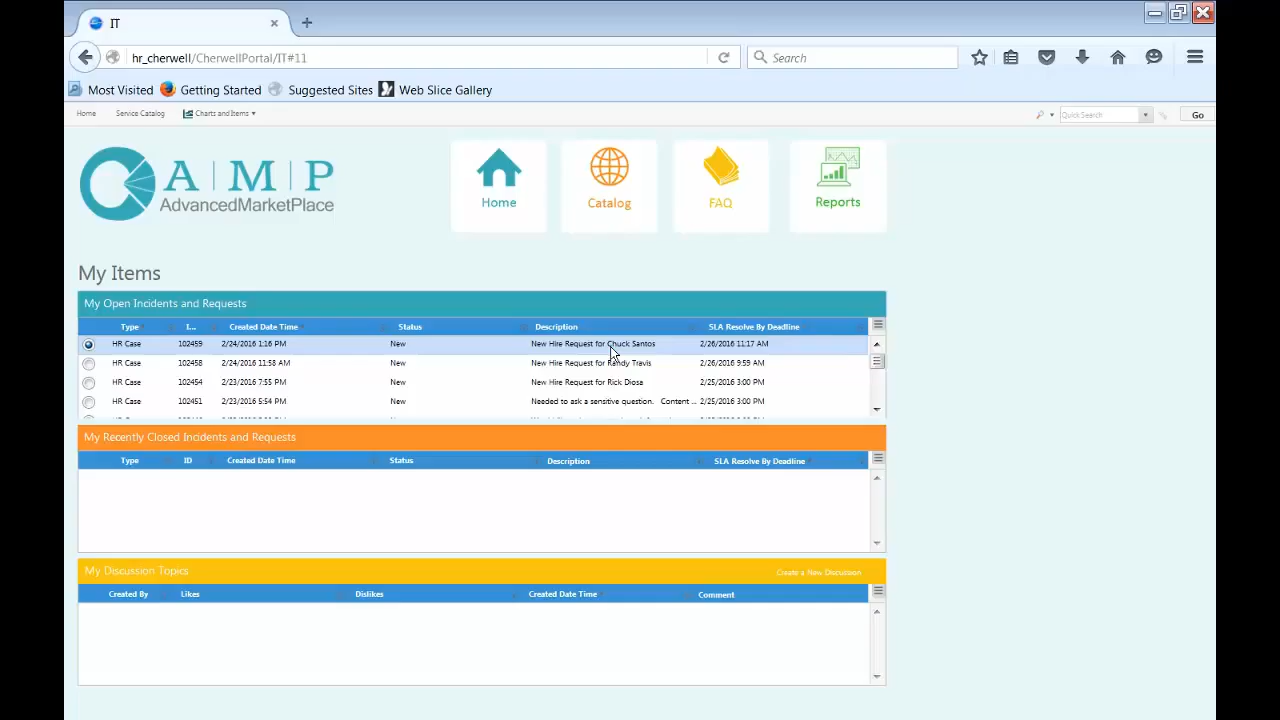 IT
hr_cherwell/CherwellPortal/IT#11
Search
Most Visited Getting Started Suggested Sites Web Slice Gallery
Home Service Catalog Charts and Items Quick Search Go
A|M|P
AdvancedMarketPlace
Home Catalog FAQ Reports
My Items
My Open Incidents and Requests
Type I... Created Date Time Status Description SLA Resolve By Deadline
HR Case 102459 2/24/2016 1:16 PM New New Hire Request for Chuck Santos 2/26/2016 11:17 AM
HR Case 102458 2/24/2016 11:58 AM New New Hire Request for Randy Travis 2/26/2016 9:59 AM
HR Case 102454 2/23/2016 7:55 PM New New Hire Request for Rick Diosa 2/25/2016 3:00 PM
HR Case 102451 2/23/2016 5:54 PM New Needed to ask a sensitive question. Content ... 2/25/2016 3:00 PM
My Recently Closed Incidents and Requests
Type ID Created Date Time Status Description SLA Resolve By Deadline
My Discussion Topics Create a New Discussion
Created By Likes Dislikes Created Date Time Comment